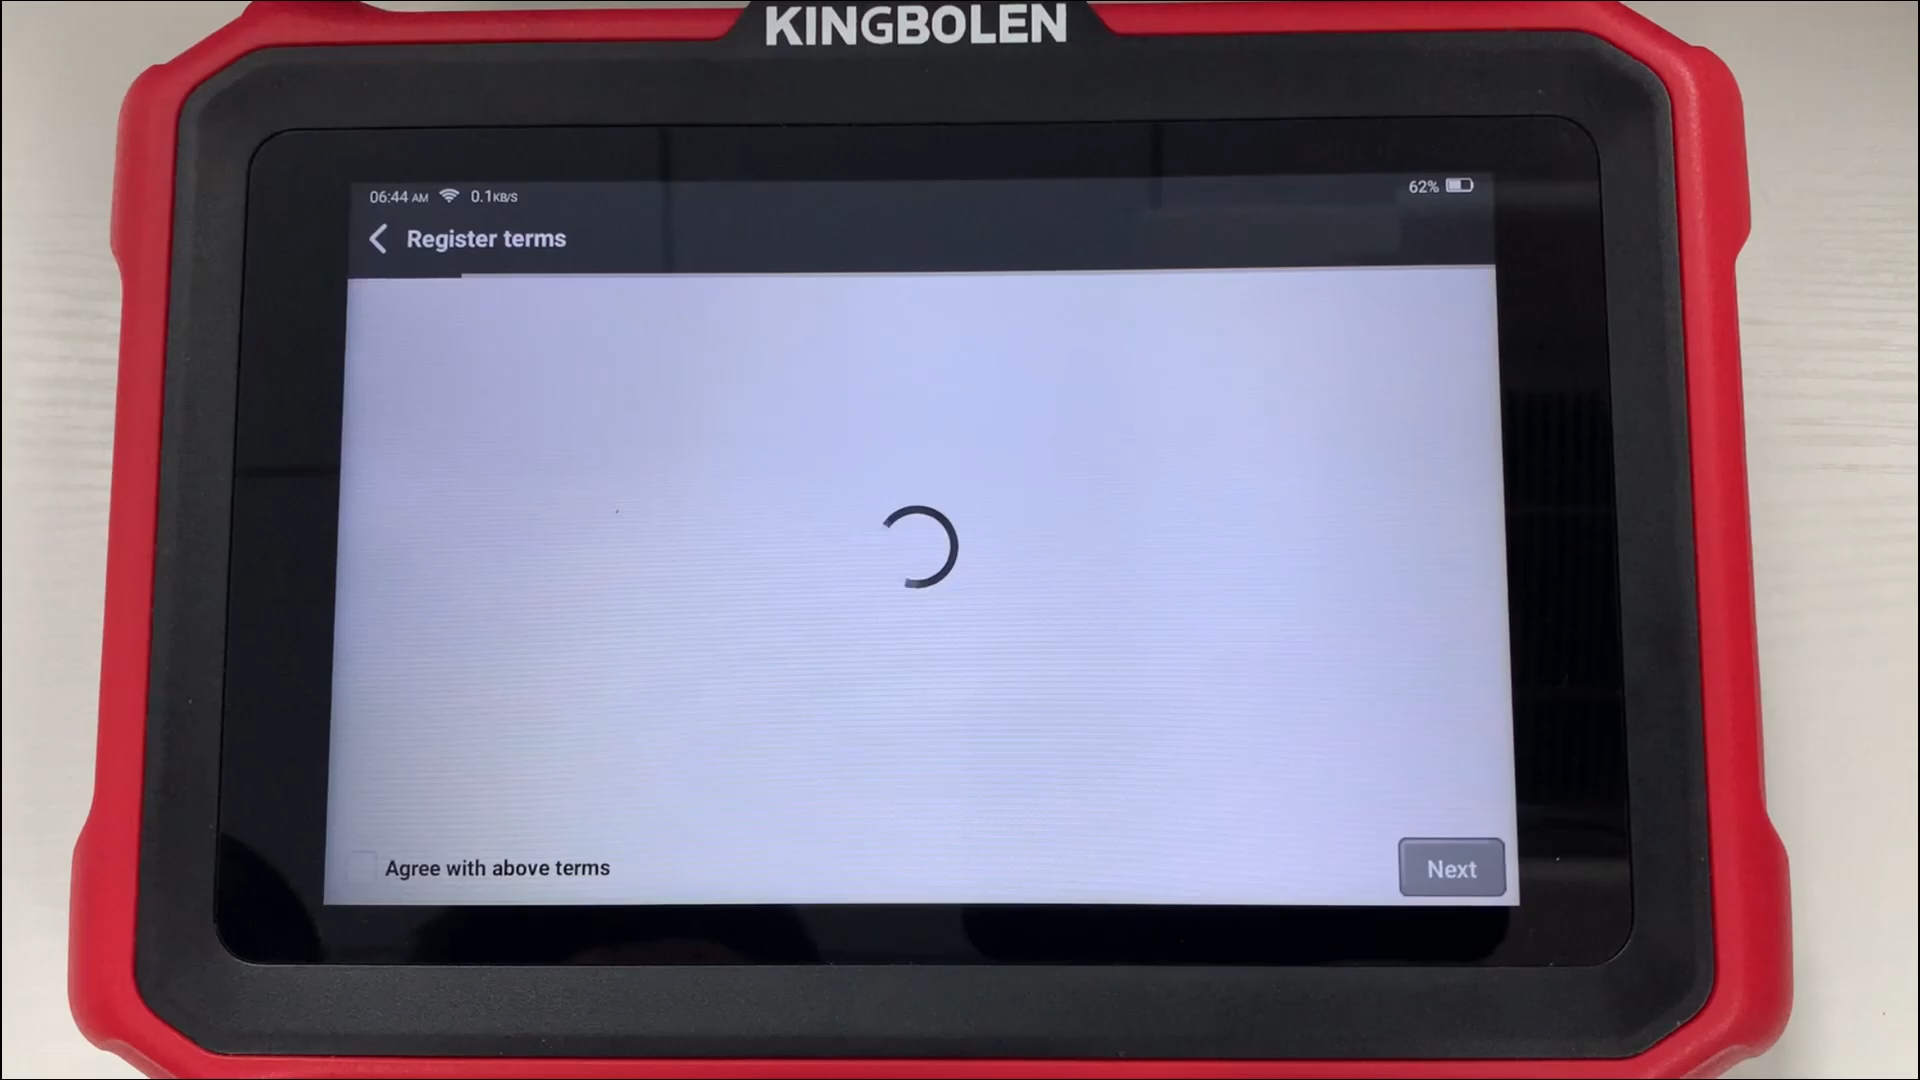 KINGBOLEN
06:44 AM 0.1KB/S 62%
Register terms
Agree with above terms
Next